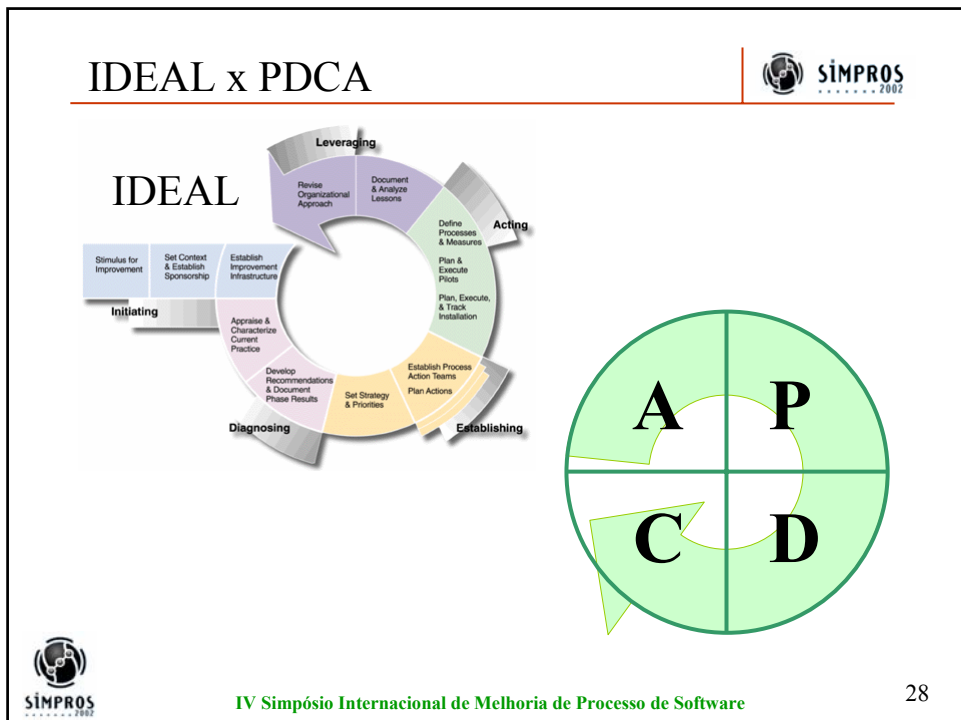 IDEAL x PDCA
SIMPROS
2002
IDEAL
Leveraging
Revise
Organizational
Approach
Document
& Analyze
Lessons
Acting
Define
Processes
& Measures
Plan &
Execute
Pilots
Plan, Execute,
& Track
Installation
Stimulus for
Improvement
Set Context
& Establish
Sponsorship
Establish
Improvement
Infrastructure
Initiating
Appraise &
Characterize
Current
Practice
Develop
Recommendations
& Document
Phase Results
Set Strategy
& Priorities
Establish Process
Action Teams
Plan Actions
Diagnosing
Establishing
A
P
C
D
SIMPROS
2002
IV Simpósio Internacional de Melhoria de Processo de Software
28